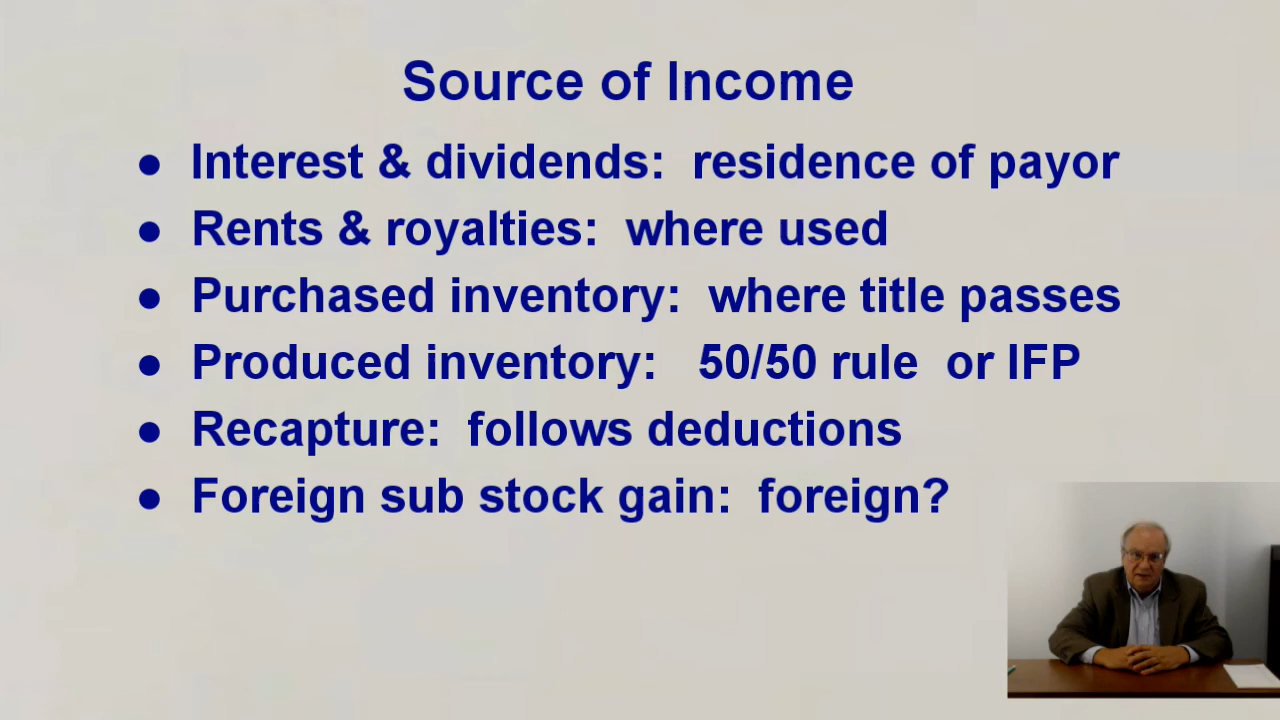 Source of Income
● Interest & dividends: residence of payor
● Rents & royalties: where used
● Purchased inventory: where title passes
● Produced inventory: 50/50 rule or IFP
● Recapture: follows deductions
● Foreign sub stock gain: foreign?